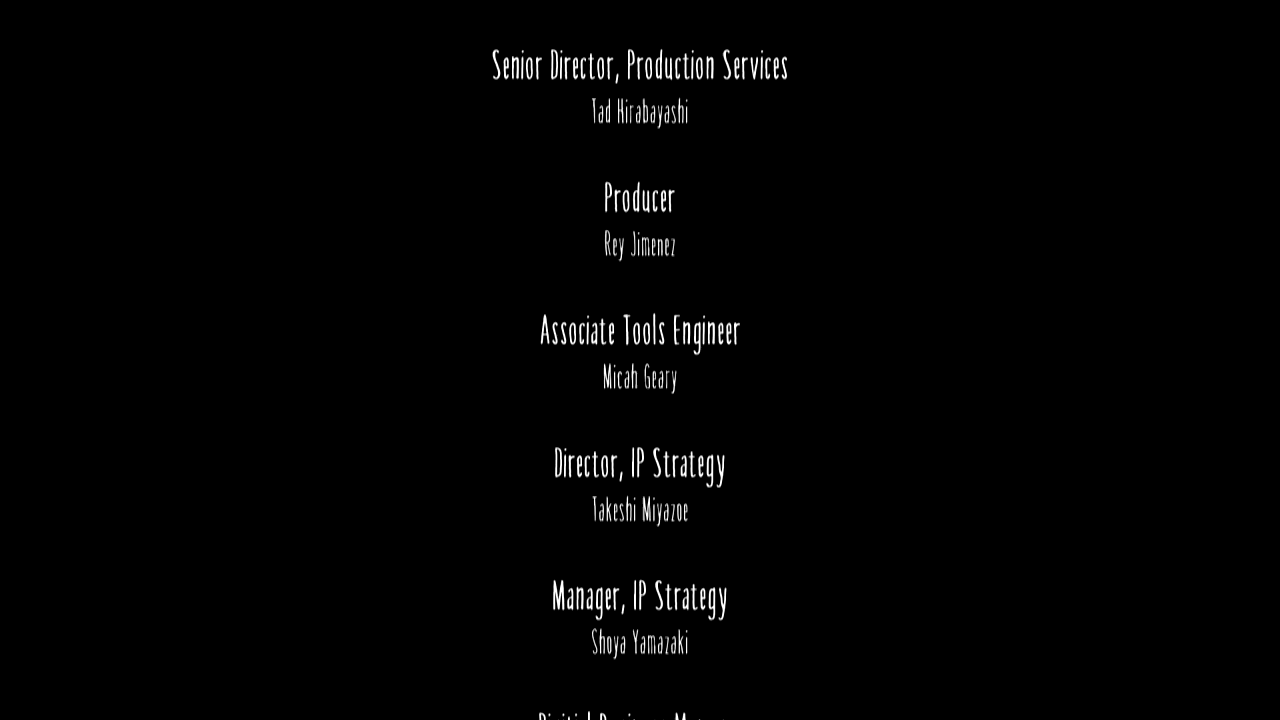 Senior Director, Production Services
Tad Hirabayashi
Producer
Rey Jimenez
Associate Tools Engineer
Micah Geary
Director, IP Strategy
Takeshi Miyazoe
Manager, IP Strategy
Shoya Yamazaki